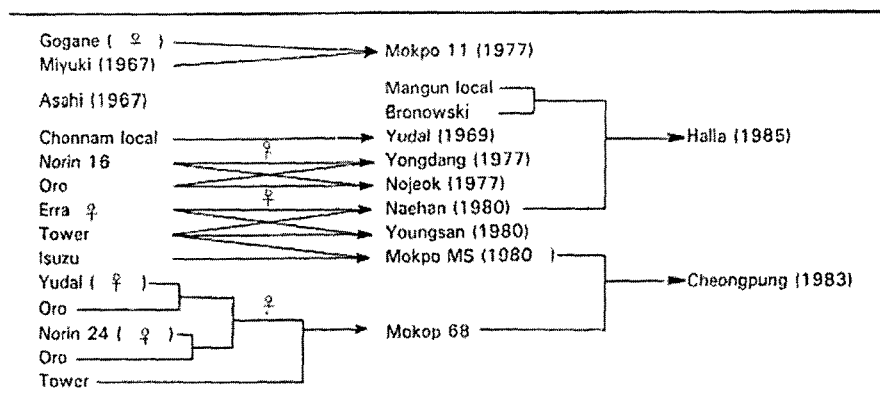 Gogane ( ♀ )
Miyuki (1967)
Mokpo 11 (1977)
Asahi (1967)
Mangun local
Bronowski
Halla (1985)
Chonnam local
Yudal (1969)
Norin 16
♀
Yongdang (1977)
Oro
Nojeok (1977)
Erra ♀
♀
Naehan (1980)
Tower
Youngsan (1980)
Isuzu
Mokpo MS (1980 )
Cheongpung (1983)
Yudal ( ♀ )
Oro
♀
Norin 24 ( ♀ )
Mokop 68
Oro
Tower